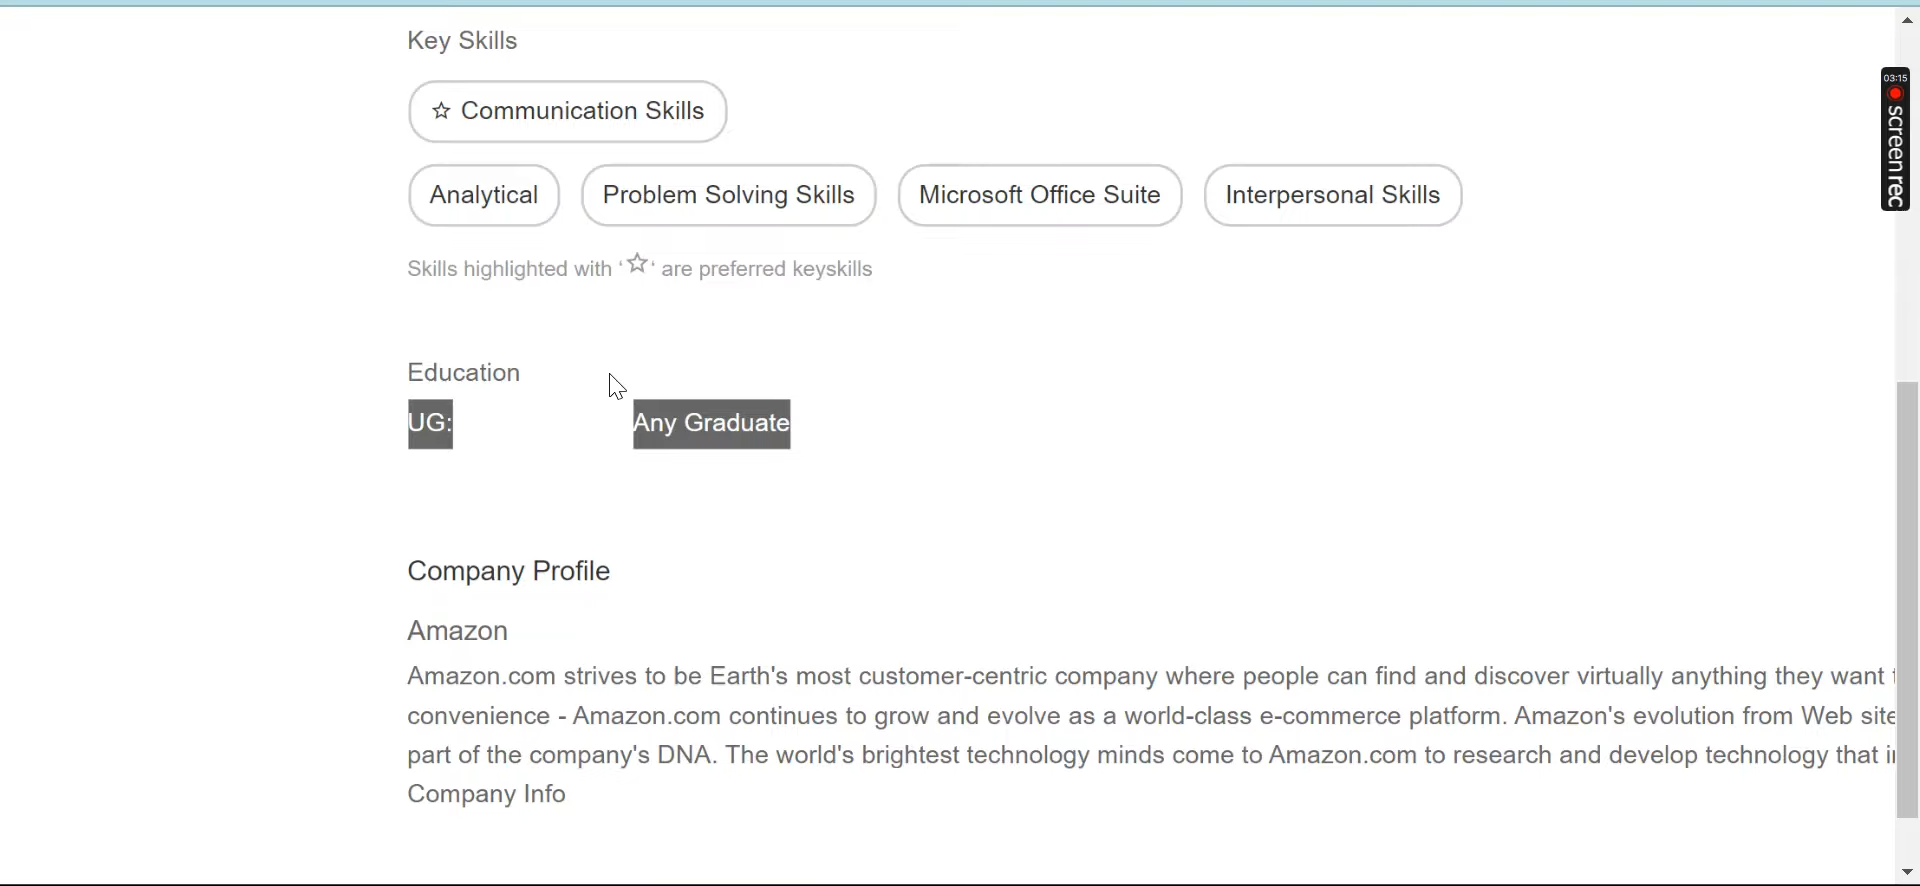 Key Skills
☆ Communication Skills
Analytical Problem Solving Skills Microsoft Office Suite Interpersonal Skills
Skills highlighted with ‘☆‘ are preferred keyskills
Education
UG: Any Graduate
Company Profile
Amazon
Amazon.com strives to be Earth's most customer-centric company where people can find and discover virtually anything they want
convenience - Amazon.com continues to grow and evolve as a world-class e-commerce platform. Amazon's evolution from Web site
part of the company's DNA. The world's brightest technology minds come to Amazon.com to research and develop technology that
Company Info
03:15
screenrec